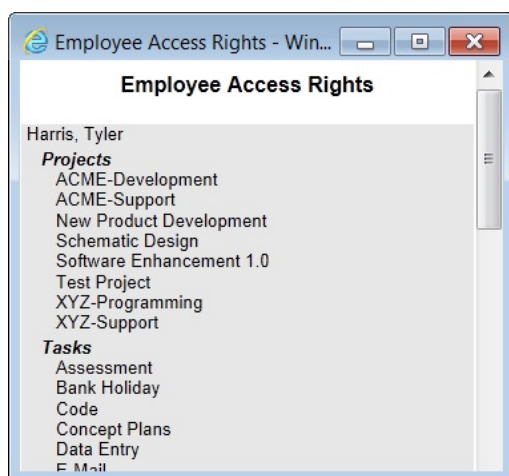 Employee Access Rights - Win...
Employee Access Rights
Harris, Tyler
Projects
ACME-Development
ACME-Support
New Product Development
Schematic Design
Software Enhancement 1.0
Test Project
XYZ-Programming
XYZ-Support
Tasks
Assessment
Bank Holiday
Code
Concept Plans
Data Entry
E-Mail